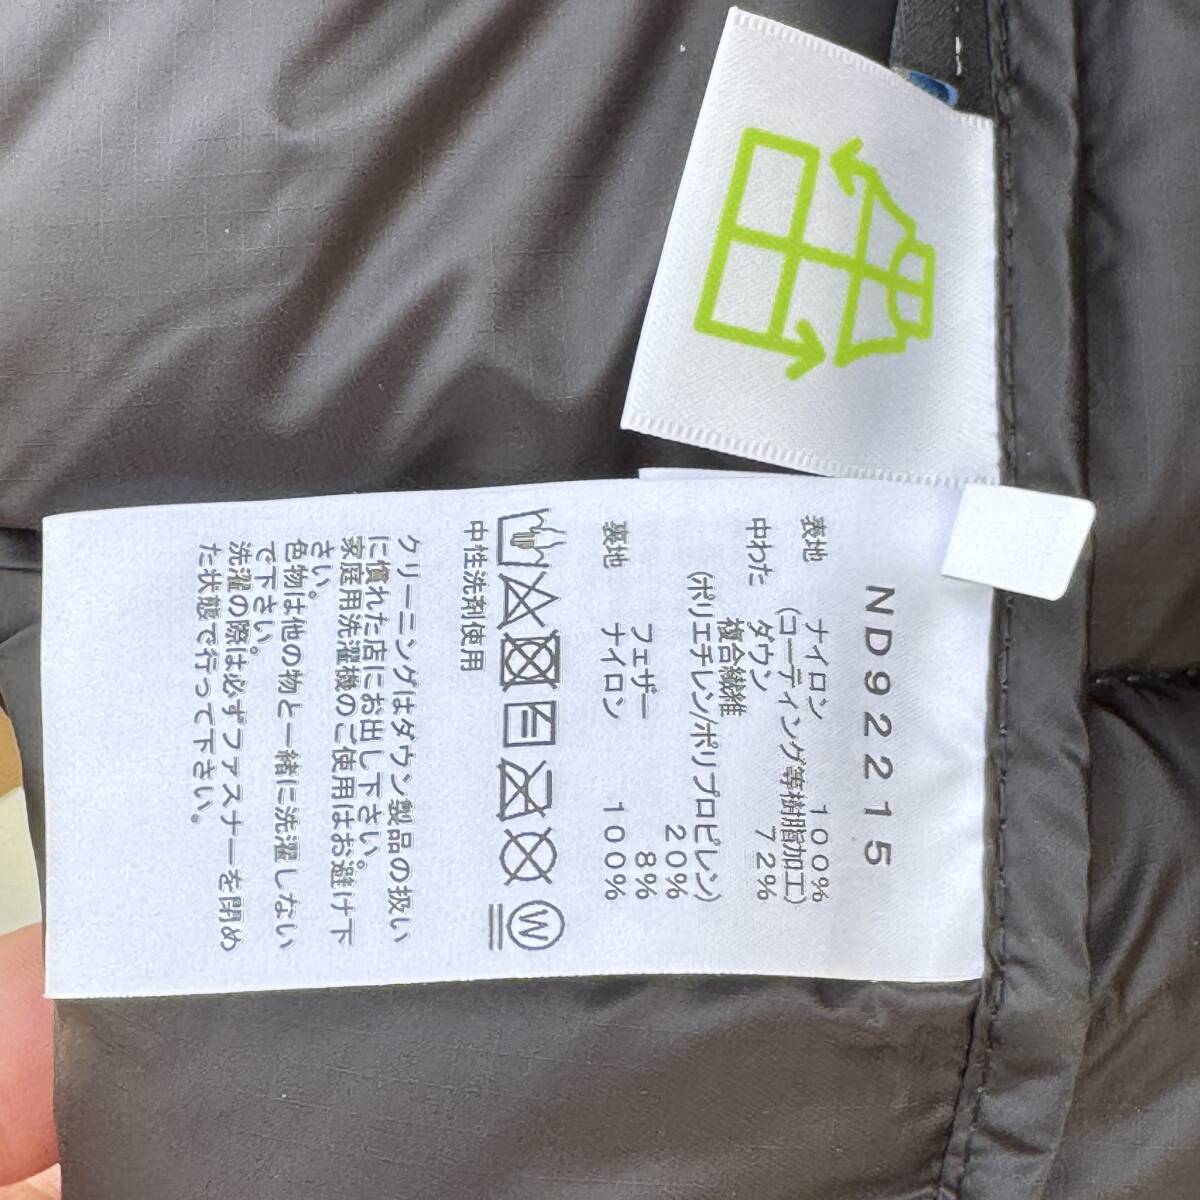 ND92215
表地 ナイロン 100%
(コーティング等樹脂加工)
中わた ダウン 72%
複合繊維
(ポリエチレン/ポリプロピレン)
20%
フェザー 8%
裏地 ナイロン 100%
W
中性洗剤使用
クリーニングはダウン製品の扱い
に慣れた店にお出し下さい。
家庭用洗濯機のご使用はお避け下
さい。
色物は他の物と一緒に洗濯しない
で下さい。
洗濯の際は必ずファスナーを閉め
た状態で行って下さい。